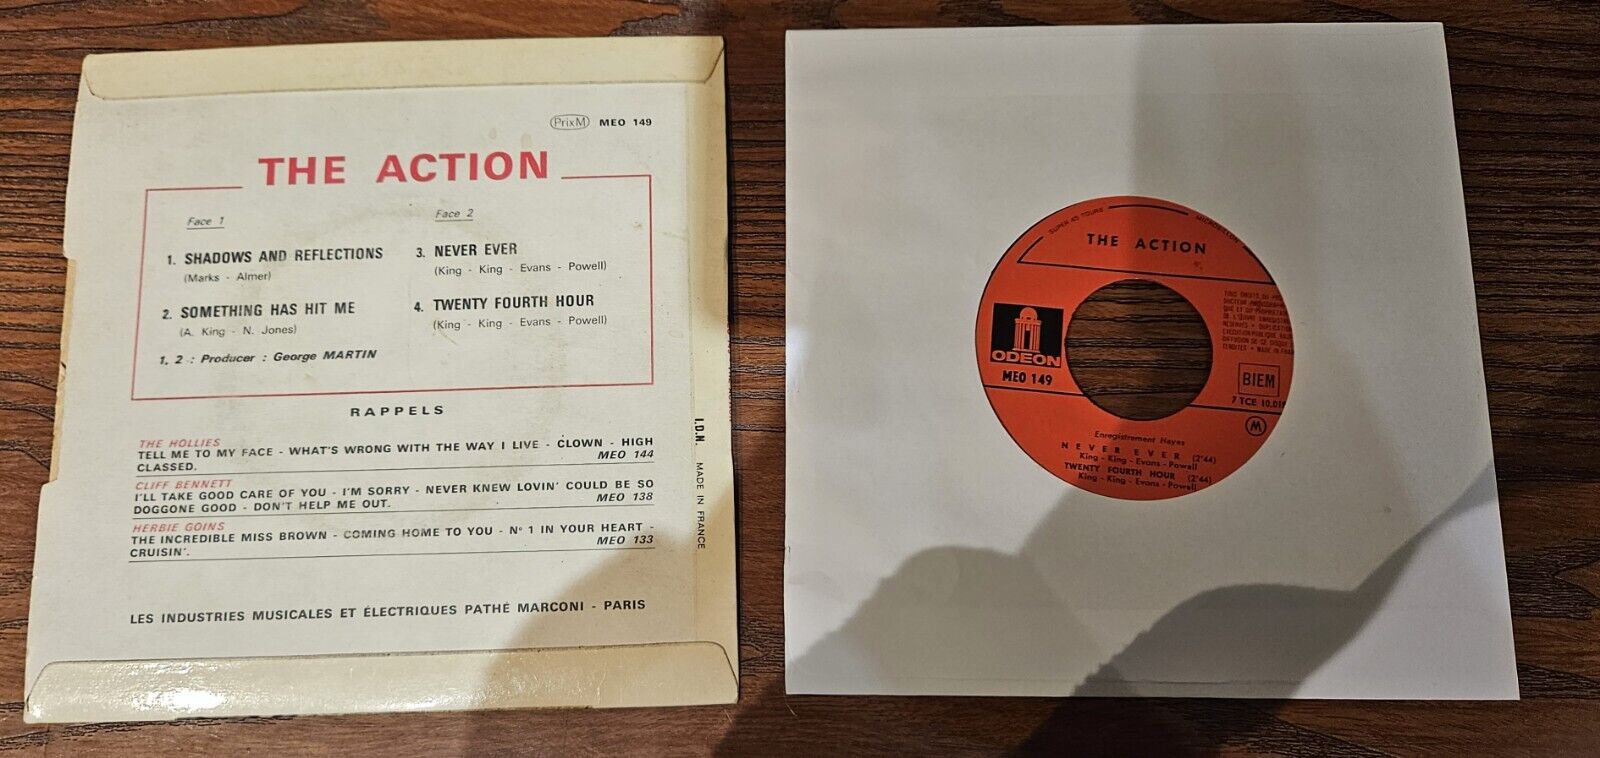 PrixM MEO 149
THE ACTION
Face 1
1. SHADOWS AND REFLECTIONS
(Marks - Almer)
2. SOMETHING HAS HIT ME
(A. King - N. Jones)
1, 2 : Producer : George MARTIN
Face 2
3. NEVER EVER
(King - King - Evans - Powell)
4. TWENTY FOURTH HOUR
(King - King - Evans - Powell)
RAPPELS
THE HOLLIES
TELL ME TO MY FACE - WHAT'S WRONG WITH THE WAY I LIVE - CLOWN - HIGH
CLASSED. MEO 144
CLIFF BENNETT
I'LL TAKE GOOD CARE OF YOU - I'M SORRY - NEVER KNEW LOVIN' COULD BE SO
DOGGONE GOOD - DON'T HELP ME OUT. MEO 138
HERBIE GOINS
THE INCREDIBLE MISS BROWN - COMING HOME TO YOU - N° 1 IN YOUR HEART -
CRUISIN'. MEO 133
LES INDUSTRIES MUSICALES ET ÉLECTRIQUES PATHÉ MARCONI - PARIS
I.D.N. MADE IN FRANCE
SUPER 45 TOURS MICROSILLON
THE ACTION
ODEON
MEO 149
BIEM
7 TCE 10.01
M
Enregistrement Hayes
NEVER EVER (2'44)
King - King - Evans - Powell
TWENTY FOURTH HOUR (2'44)
King - King - Evans - Powell